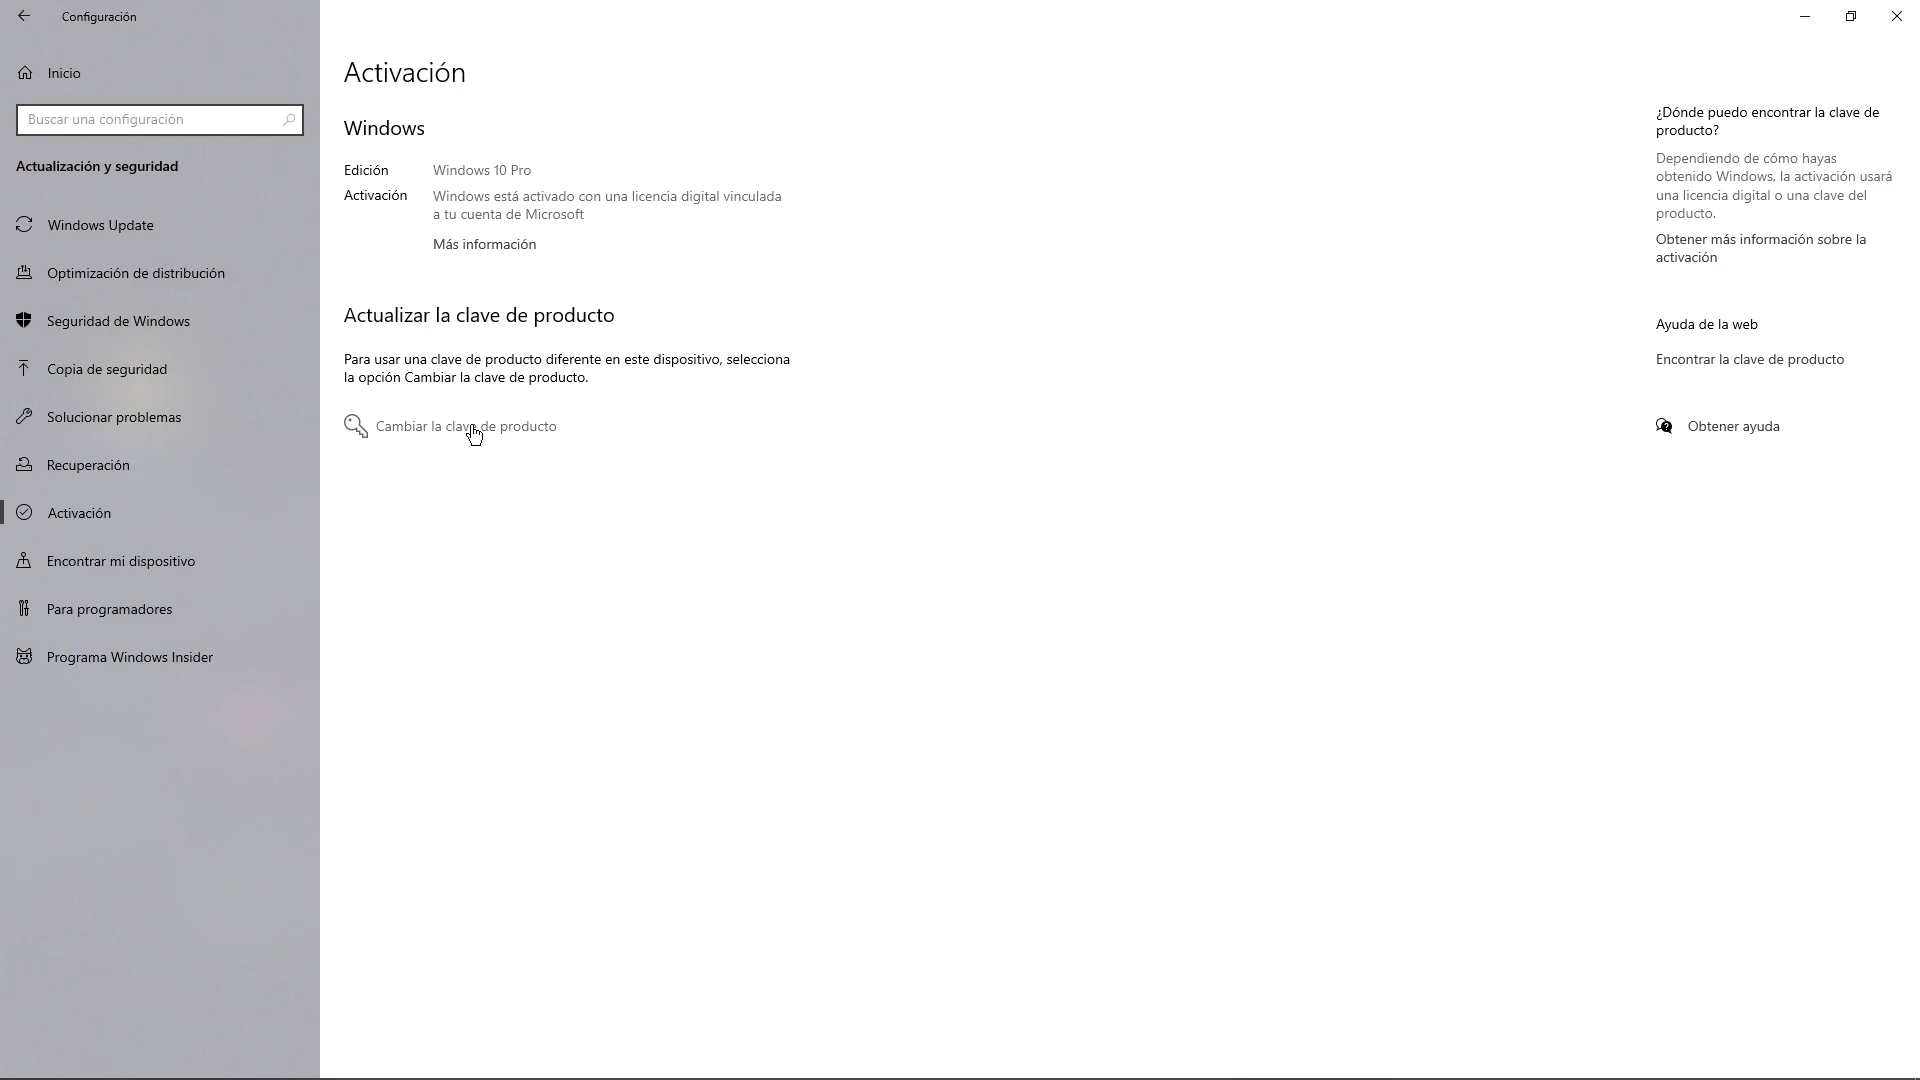 Configuración
Inicio
Buscar una configuración
Actualización y seguridad
Windows Update
Optimización de distribución
Seguridad de Windows
Copia de seguridad
Solucionar problemas
Recuperación
Activación
Encontrar mi dispositivo
Para programadores
Programa Windows Insider
Activación
Windows
Edición Windows 10 Pro
Activación Windows está activado con una licencia digital vinculada
a tu cuenta de Microsoft
Más información
Actualizar la clave de producto
Para usar una clave de producto diferente en este dispositivo, selecciona
la opción Cambiar la clave de producto.
Cambiar la clave de producto
¿Dónde puedo encontrar la clave de
producto?
Dependiendo de cómo hayas
obtenido Windows, la activación usará
una licencia digital o una clave del
producto.
Obtener más información sobre la
activación
Ayuda de la web
Encontrar la clave de producto
Obtener ayuda